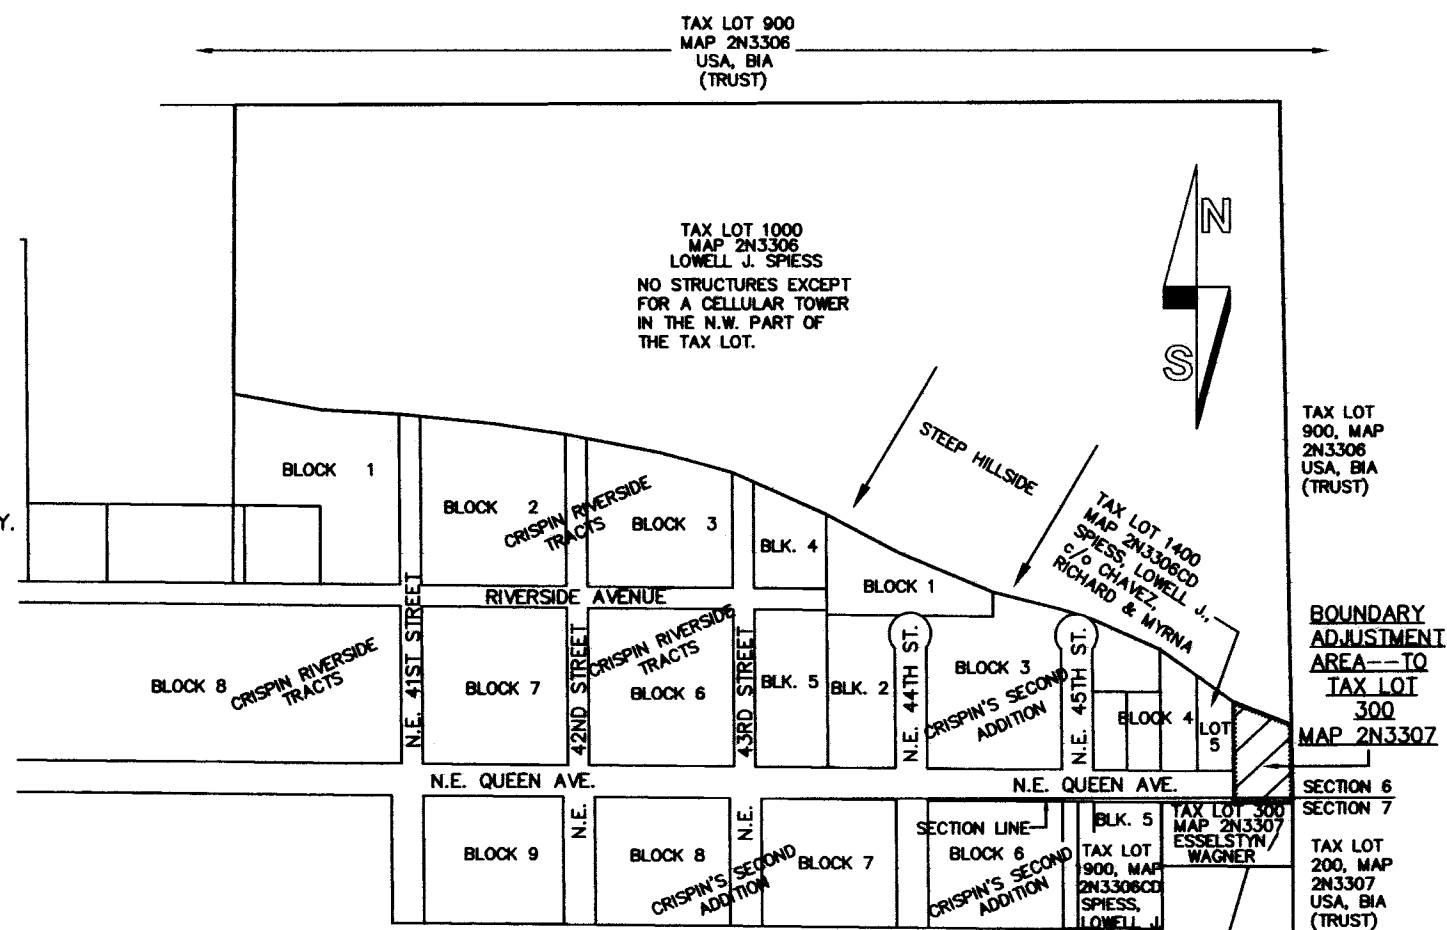 TAX LOT 900
MAP 2N3306
USA, BIA
(TRUST)
TAX LOT 1000
MAP 2N3306
LOWELL J. SPIESS
NO STRUCTURES EXCEPT
FOR A CELLULAR TOWER
IN THE N.W. PART OF
THE TAX LOT.
N
S
TAX LOT
900, MAP
2N3306
USA, BIA
(TRUST)
STEEP HILLSIDE
TAX LOT 1400
MAP 2N3306CD
SPIESS, LOWELL J.,
c/o CHAVEZ,
RICHARD & MYRNA
BLOCK 1
BLOCK 2
CRISPIN RIVERSIDE
TRACTS
BLOCK 3
BLK. 4
BLOCK 1
Y.
RIVERSIDE AVENUE
BOUNDARY
ADJUSTMENT
AREA--TO
TAX LOT
300
MAP 2N3307
BLOCK 8
CRISPIN RIVERSIDE
TRACTS
N.E. 41ST STREET
BLOCK 7
42ND STREET
CRISPIN RIVERSIDE
TRACTS
BLOCK 6
43RD STREET
BLK. 5
BLK. 2
N.E. 44TH ST.
BLOCK 3
CRISPIN'S SECOND
ADDITION
N.E. 45TH ST.
BLOCK 4
LOT
5
N.E. QUEEN AVE.
N.E. QUEEN AVE.
SECTION 6
SECTION 7
SECTION LINE
BLOCK 9
N.E.
BLOCK 8
N.E.
CRISPIN'S SECOND
ADDITION
BLOCK 7
BLOCK 6
CRISPIN'S SECOND
ADDITION
BLK. 5
TAX LOT
900, MAP
2N3306CD
SPIESS,
LOWELL J.
TAX LOT 300
MAP 2N3307
ESSELSTYN/
WAGNER
TAX LOT
200, MAP
2N3307
USA, BIA
(TRUST)